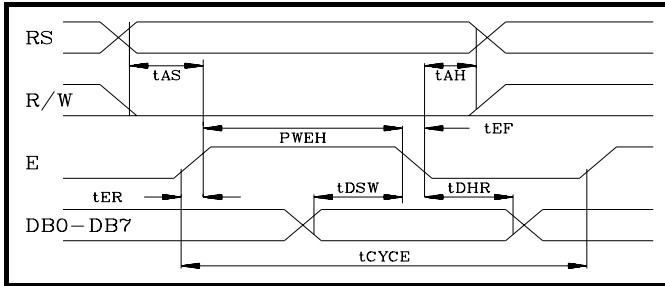 RS
tAS
tAH
R/W
PWEH
tEF
E
tER
tDSW
tDHR
DB0-DB7
tCYCE